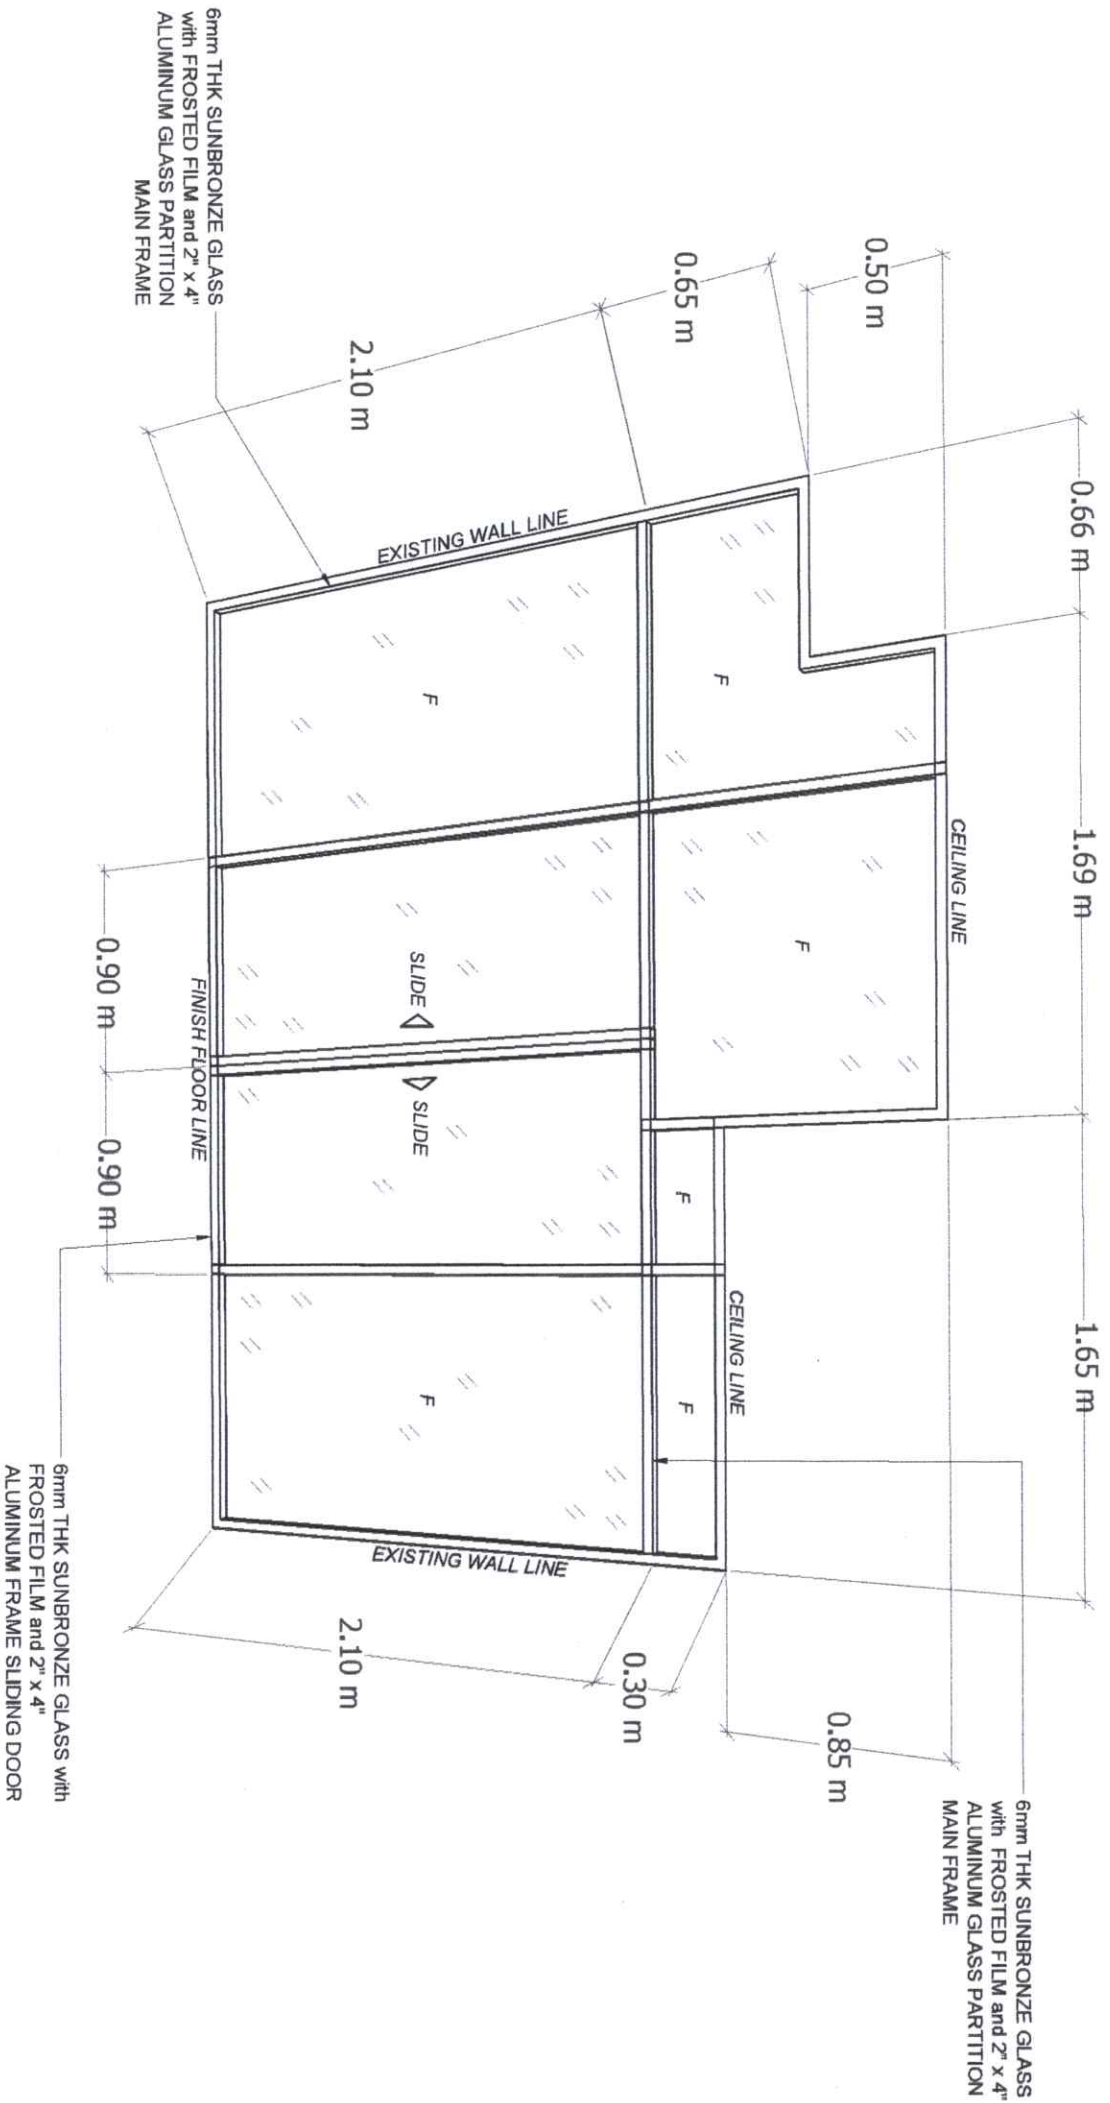 0.66 m
1.69 m
1.65 m
0.50 m
0.65 m
2.10 m
6mm THK SUNBRONZE GLASS
with FROSTED FILM and 2" x 4"
ALUMINUM GLASS PARTITION
MAIN FRAME
EXISTING WALL LINE
CEILING LINE
F
F
F
F
F
CEILING LINE
SLIDE
SLIDE
F
EXISTING WALL LINE
FINISH FLOOR LINE
0.90 m
0.90 m
6mm THK SUNBRONZE GLASS
with FROSTED FILM and 2" x 4"
ALUMINUM GLASS PARTITION
MAIN FRAME
0.85 m
0.30 m
2.10 m
6mm THK SUNBRONZE GLASS with
FROSTED FILM and 2" x 4"
ALUMINUM FRAME SLIDING DOOR